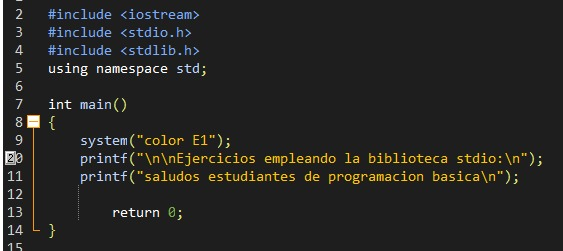 2 #include <iostream>
3 #include <stdio.h>
4 #include <stdlib.h>
5 using namespace std;
6
7 int main()
8 {
9 system("color E1");
20 printf("\n\nEjercicios empleando la biblioteca stdio:\n");
11 printf("saludos estudiantes de programacion basica\n");
12
13 return 0;
14 }
15